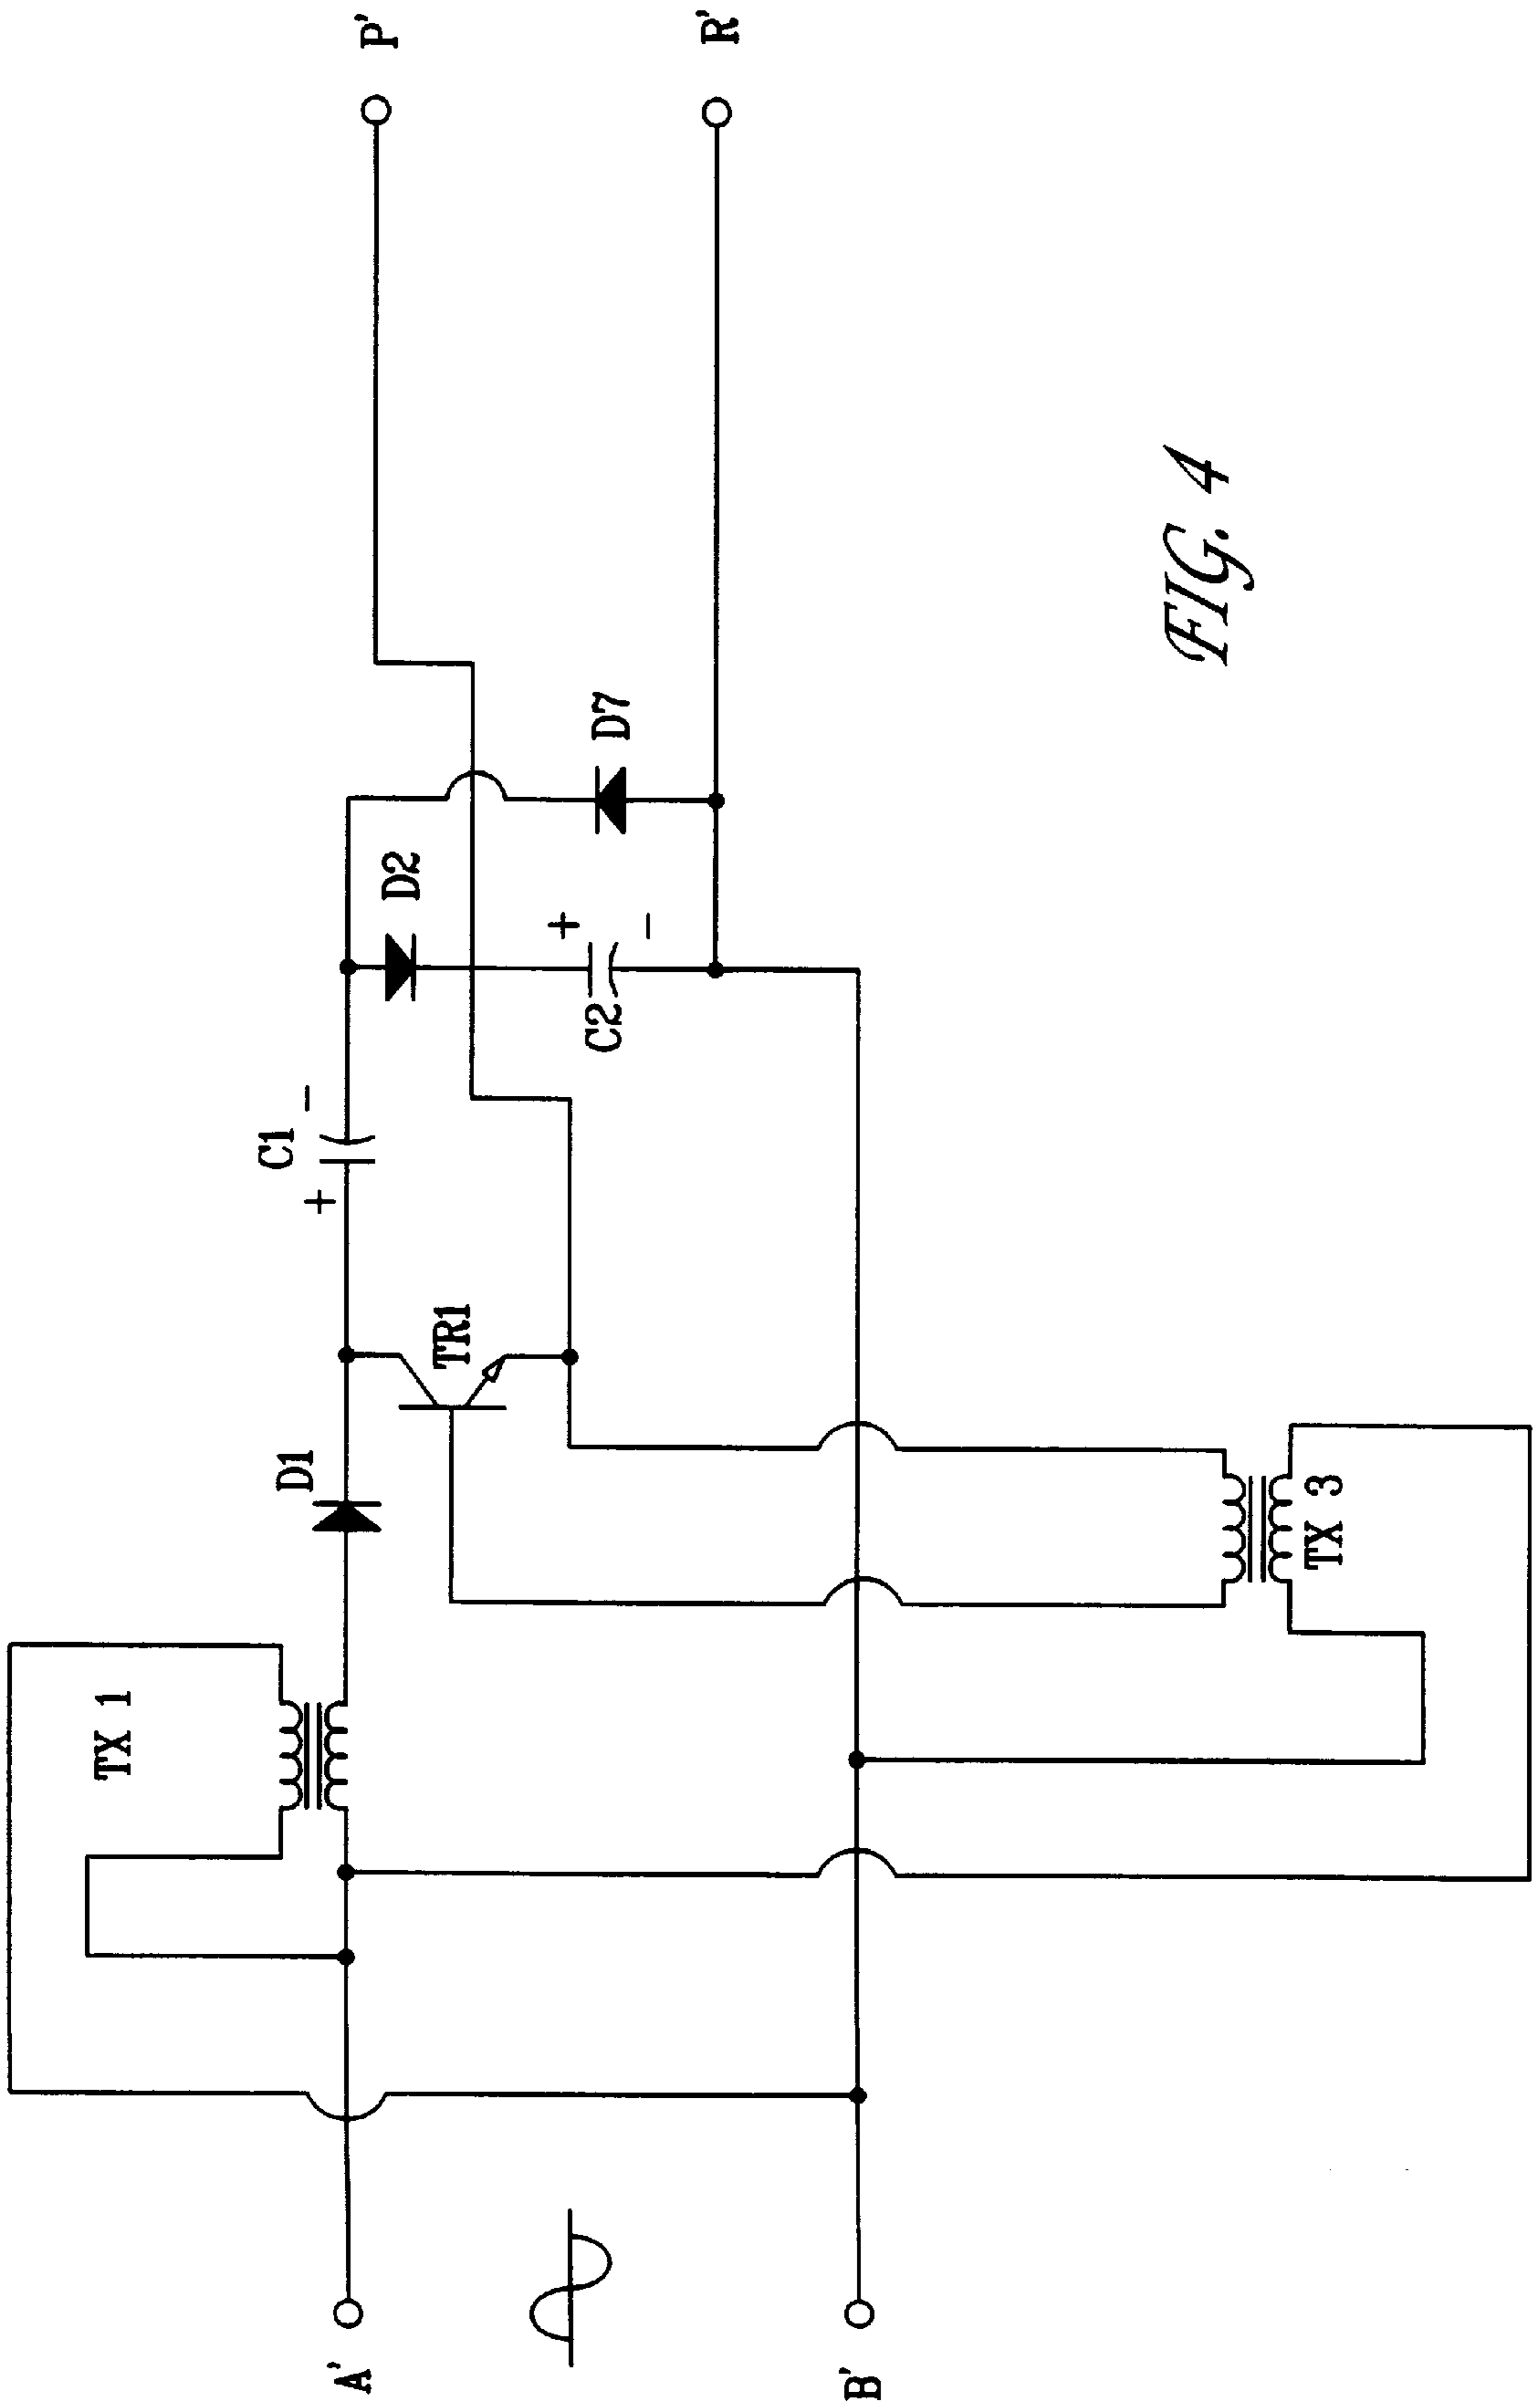 TX 1
D1
C1
+
-
TR1
D2
D7
C2
+
-
P'
R'
A'
B'
TX 3
FIG. 4